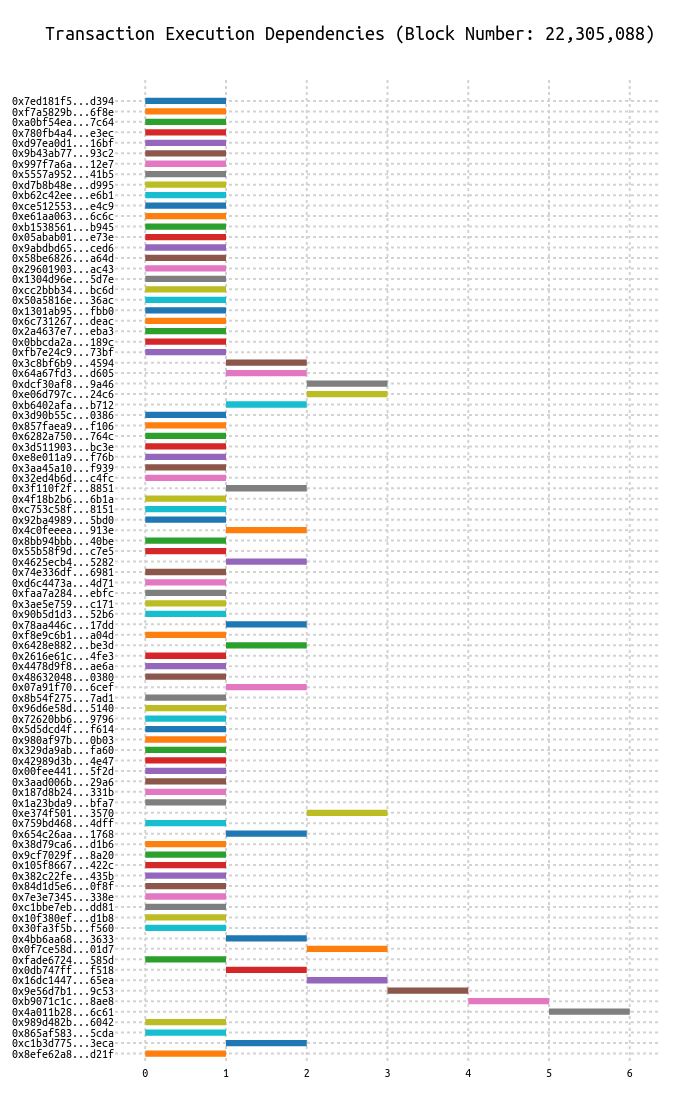 Transaction Execution Dependencies (Block Number: 22,305,088)
0x7ed181f5...d394
0xf7a5829b...6f8e
0xa0bf54ea...7c64
0x780fb4a4...e3ec
0xd97ea0d1...16bf
0x9b43ab77...93c2
0x997f7a6a...12e7
0x5557a952...41b5
0xd7b8b48e...d995
0xb62c42ee...e6b1
0xce512553...e4c9
0xe61aa063...6c6c
0xb1538561...b945
0x05abab01...e73e
0x9abdbd65...ced6
0x58be6826...a64d
0x29601903...ac43
0x1304d96e...5d7e
0xcc2bbb34...bc6d
0x50a5816e...36ac
0x1301ab95...fbb0
0x6c731267...deac
0x2a4637e7...eba3
0x0bbcda2a...189c
0xfb7e24c9...73bf
0x3c8bf6b9...4594
0x64a67fd3...d605
0xdcf30af8...9a46
0xe06d797c...24c6
0xb6402afa...b712
0x3d90b55c...0386
0x857faea9...f106
0x6282a750...764c
0x3d511903...bc3e
0xe8e011a9...f76b
0x3aa45a10...f939
0x32ed4b6d...c4fc
0x3f110f2f...8851
0x4f18b2b6...6b1a
0xc753c58f...8151
0x92ba4989...5bd0
0x4c0feeea...913e
0x8bb94bbb...40be
0x55b58f9d...c7e5
0x4625ecb4...5282
0x74e336df...6981
0xd6c4473a...4d71
0xfaa7a284...ebfc
0x3ae5e759...c171
0x90b5d1d3...52b6
0x78aa446c...17dd
0xf8e9c6b1...a04d
0x6428e882...be3d
0x2616e61c...4fe3
0x4478d9f8...ae6a
0x48632048...0380
0x07a91f70...6cef
0x8b54f275...7ad1
0x96d6e58d...5140
0x72620bb6...9796
0x5d5dcd4f...f614
0x980af97b...0b03
0x329da9ab...fa60
0x42989d3b...4e47
0x00fee441...5f2d
0x3aad006b...29a6
0x187d8b24...331b
0x1a23bda9...bfa7
0xe374f501...3570
0x759bd468...4dff
0x654c26aa...1768
0x38d79ca6...d1b6
0x9cf7029f...8a20
0x105f8667...422c
0x382c22fe...435b
0x84d1d5e6...0f8f
0x7e3e7345...338e
0xc1bbe7eb...dd81
0x10f380ef...d1b8
0x30fa3f5b...f560
0x4bb6aa68...3633
0x0f7ce58d...01d7
0xfade6724...585d
0x0db747ff...f518
0x16dc1447...65ea
0x9e56d7b1...9c53
0xb9071c1c...8ae8
0x4a011b28...6c61
0x989d482b...6042
0x865af583...5cda
0xc1b3d775...3eca
0x8efe62a8...d21f
0 1 2 3 4 5 6